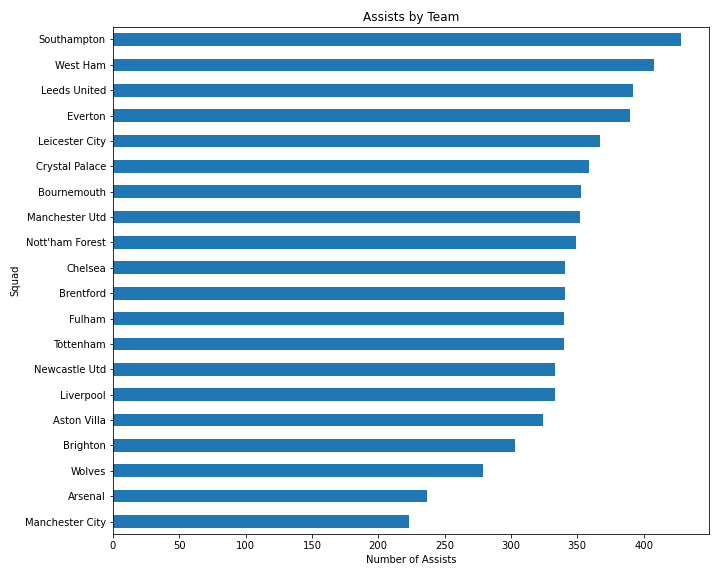 Assists by Team
Squad
Southampton
West Ham
Leeds United
Everton
Leicester City
Crystal Palace
Bournemouth
Manchester Utd
Nott'ham Forest
Chelsea
Brentford
Fulham
Tottenham
Newcastle Utd
Liverpool
Aston Villa
Brighton
Wolves
Arsenal
Manchester City
0 50 100 150 200 250 300 350 400
Number of Assists